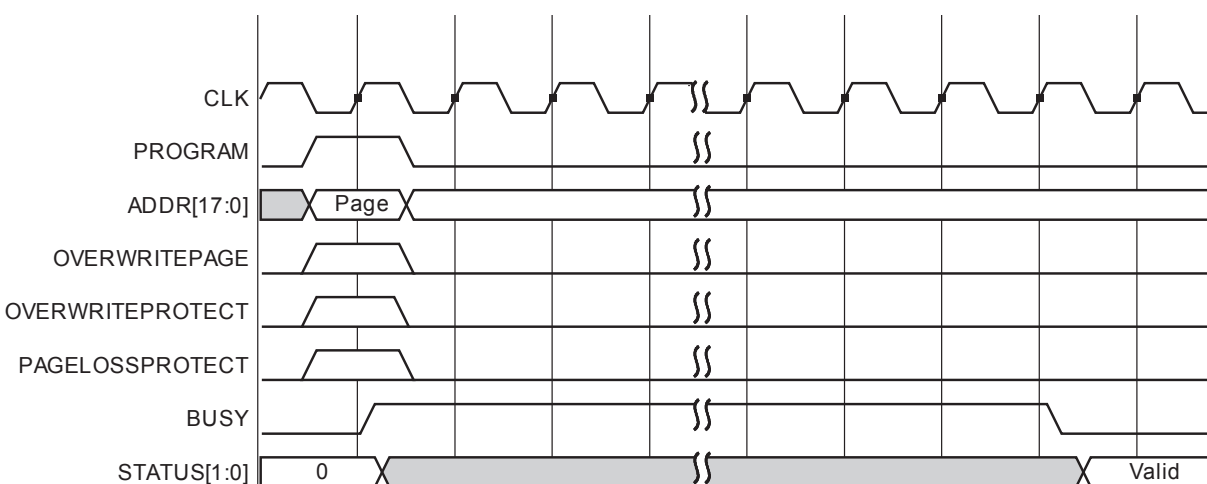 CLK
PROGRAM
ADDR[17:0] Page
OVERWRITEPAGE
OVERWRITEPROTECT
PAGELOSSPROTECT
BUSY
STATUS[1:0] 0 Valid